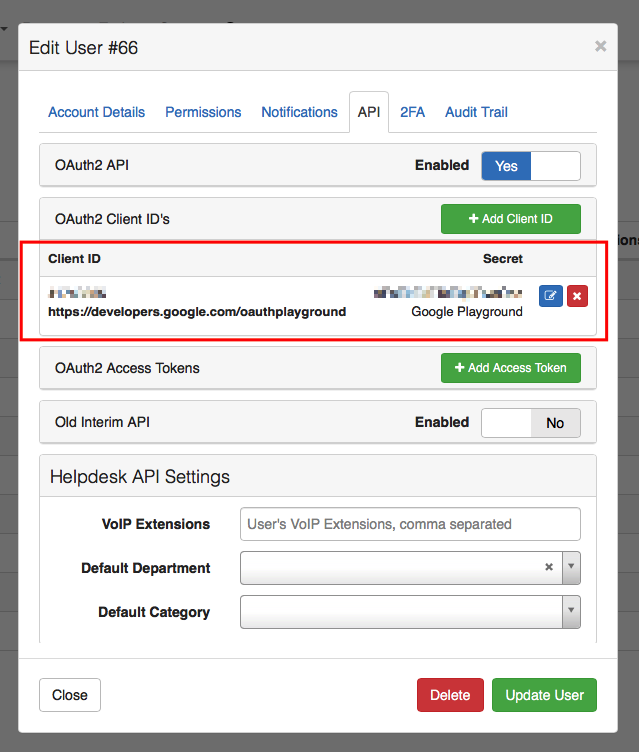 Edit User #66
×
Account Details Permissions Notifications API 2FA Audit Trail
OAuth2 API Enabled Yes
OAuth2 Client ID's + Add Client ID
Client ID Secret
https://developers.google.com/oauthplayground Google Playground
OAuth2 Access Tokens + Add Access Token
Old Interim API Enabled No
Helpdesk API Settings
VoIP Extensions User's VoIP Extensions, comma separated
Default Department ×
Default Category
Close Delete Update User